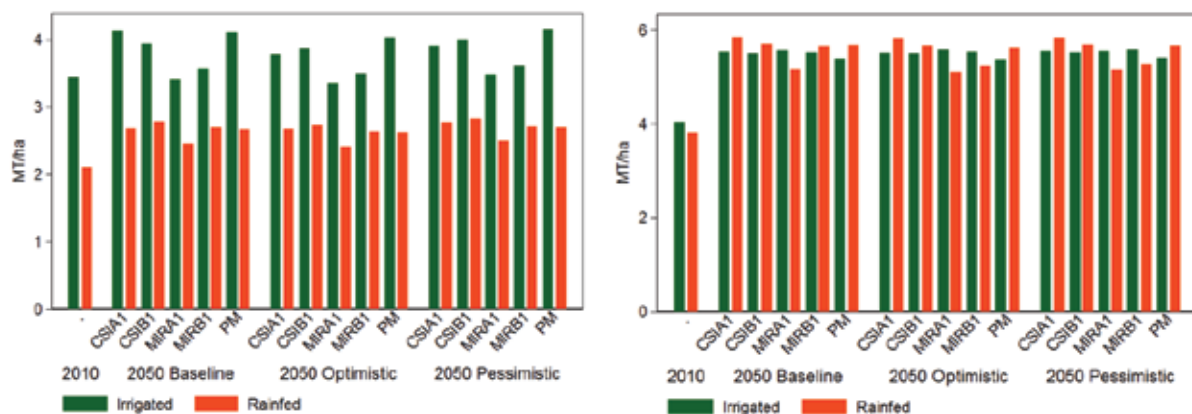 MT/ha
4
3
2
1
0
CSIA1 CSIB1 MIRA1 MIRB1 PM CSIA1 CSIB1 MIRA1 MIRB1 PM CSIA1 CSIB1 MIRA1 MIRB1 PM
2010 2050 Baseline 2050 Optimistic 2050 Pessimistic
Irrigated Rainfed
MT/ha
6
4
2
0
CSIA1 CSIB1 MIRA1 MIRB1 PM CSIA1 CSIB1 MIRA1 MIRB1 PM CSIA1 CSIB1 MIRA1 MIRB1 PM
2010 2050 Baseline 2050 Optimistic 2050 Pessimistic
Irrigated Rainfed